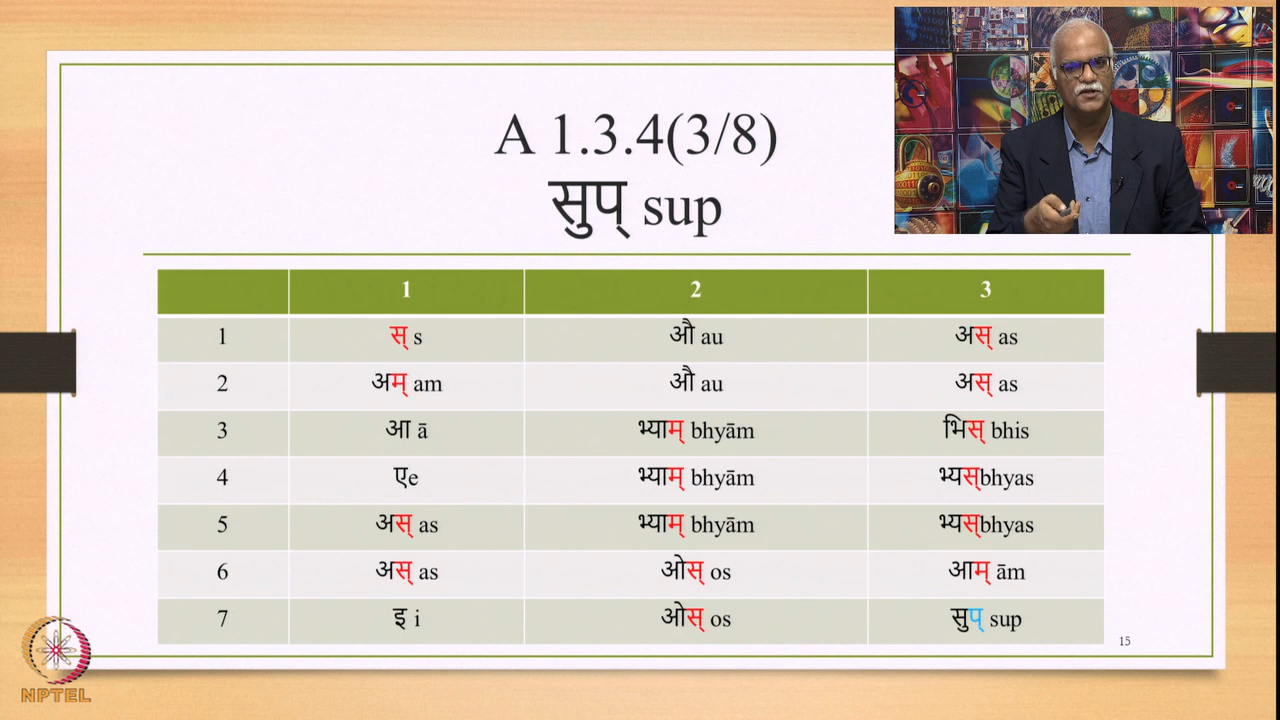 A 1.3.4(3/8)
सुप् sup
1 2 3
1 स् s औ au अस् as
2 अम् am औ au अस् as
3 आ ā भ्याम् bhyām भिस् bhis
4 एe भ्याम् bhyām भ्यस्bhyas
5 अस् as भ्याम् bhyām भ्यस्bhyas
6 अस् as ओस् os आम् ām
7 इ i ओस् os सुप् sup
15
NPTEL